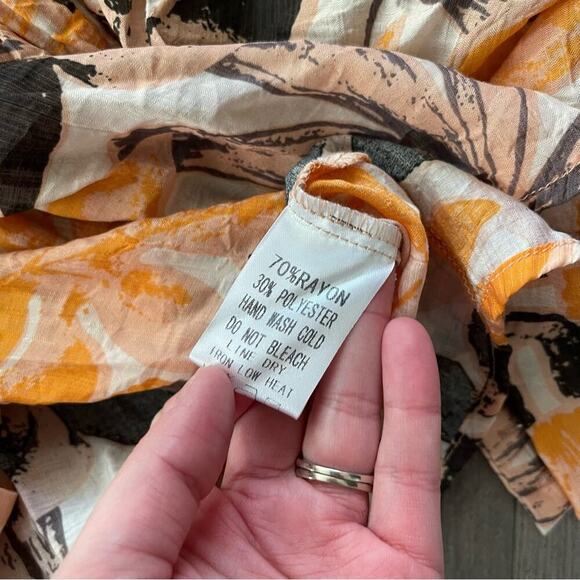 70%RAYON
30% POLYESTER
HAND WASH COLD
DO NOT BLEACH
LINE DRY
IRON LOW HEAT